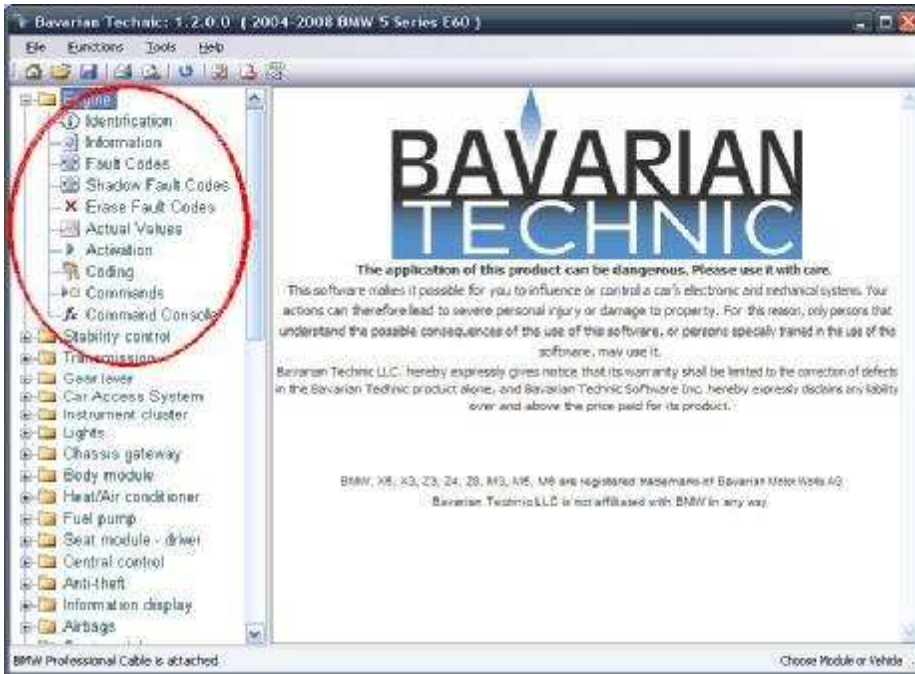 Bavarian Technic: 1.2.0.0 ( 2004-2008 BMW 5 Series E60 )
File Functions Tools Help
Engine
Identification
Information
Fault Codes
Shadow Fault Codes
Erase Fault Codes
Actual Values
Activation
Coding
Commands
Command Console
Stability control
Transmission
Gear lever
Car Access System
Instrument cluster
Lights
Chassis gateway
Body module
Heat/Air conditioner
Fuel pump
Seat module - driver
Central control
Anti-theft
Information display
Airbags
BAVARIAN
TECHNIC
The application of this product can be dangerous. Please use it with care.
This software makes it possible for you to influence or control a car's electronic and mechanical systems. Your
actions can therefore lead to severe personal injury or damage to property. For this reason, only persons that
understand the possible consequences of the use of this software, or persons specially trained in the use of this
software, may use it.
Bavarian Technic LLC. hereby expressly gives notice that its warranty shall be limited to the correction of defects
in the Bavarian Technic product alone, and Bavarian Technic Software Inc. hereby expressly disclaims any liability
over and above the price paid for its product.
BMW, X5, X3, Z3, Z4, Z8, M3, M5, M6 are registered trademarks of Bavarian Motor Works AG
Bavarian Technic LLC is not affiliated with BMW in any way
BMW Professional Cable is attached
Choose Module or Vehicle